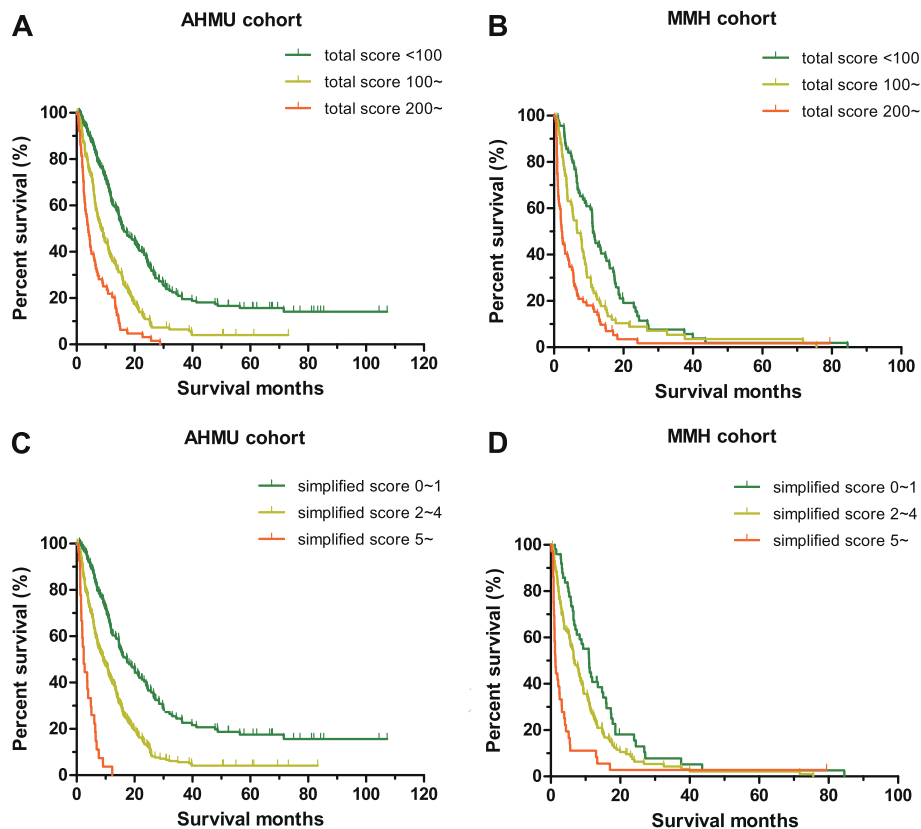 A
AHMU cohort
total score <100
total score 100~
total score 200~
Percent survival (%)
100
80
60
40
20
0
0 20 40 60 80 100 120
Survival months
B
MMH cohort
total score <100
total score 100~
total score 200~
Percent survival (%)
100
80
60
40
20
0
0 20 40 60 80 100
Survival months
C
AHMU cohort
simplified score 0~1
simplified score 2~4
simplified score 5~
Percent survival (%)
100
80
60
40
20
0
0 20 40 60 80 100 120
Survival months
D
MMH cohort
simplified score 0~1
simplified score 2~4
simplified score 5~
Percent survival (%)
100
80
60
40
20
0
0 20 40 60 80 100
Survival months